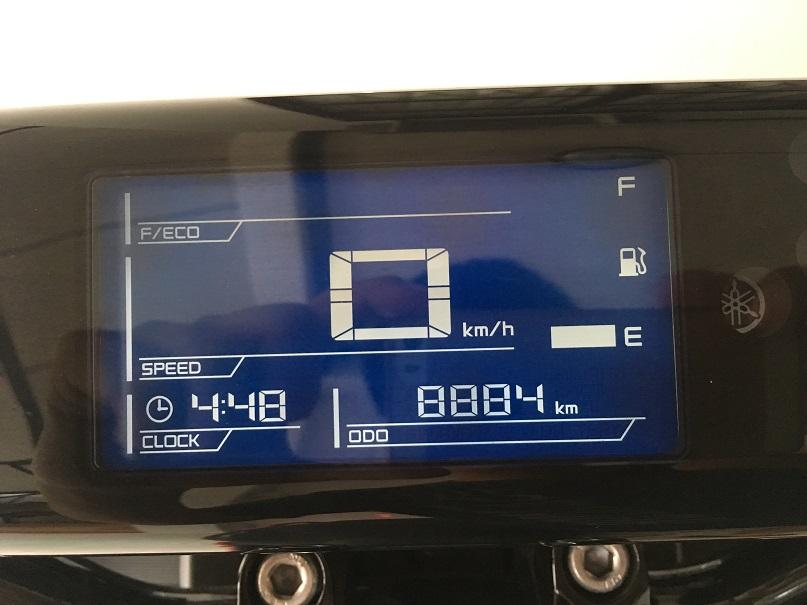 F
F/ECO
0 km/h
E
SPEED
4:48
8884 km
CLOCK
ODO